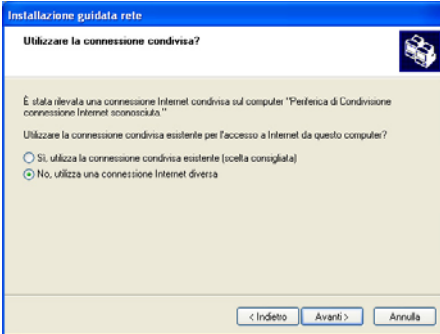 Installazione guidata rete
Utilizzare la connessione condivisa?
È stata rilevata una connessione Internet condivisa sul computer "Periferica di Condivisione
connessione Internet sconosciuta."
Utilizzare la connessione condivisa esistente per l'accesso a Internet da questo computer?
Sì, utilizza la connessione condivisa esistente (scelta consigliata)
No, utilizza una connessione Internet diversa
< Indietro Avanti > Annulla